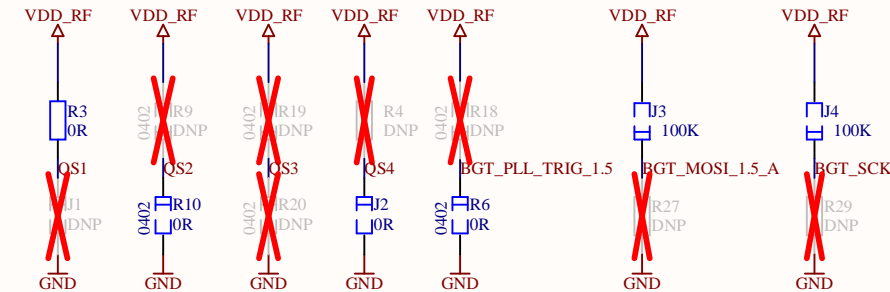 VDD_RF VDD_RF VDD_RF VDD_RF VDD_RF VDD_RF VDD_RF
R3 0402 R9 0402 R19 R4 0402 R18 J3 J4
0R DNP DNP DNP DNP 100K 100K
QS1 QS2 QS3 QS4 BGT_PLL_TRIG_1.5 BGT_MOSI_1.5_A BGT_SCK
J1 0402 R10 0402 R20 J2 0402 R6 R27 R29
DNP 0R DNP 0R 0R DNP DNP
GND GND GND GND GND GND GND